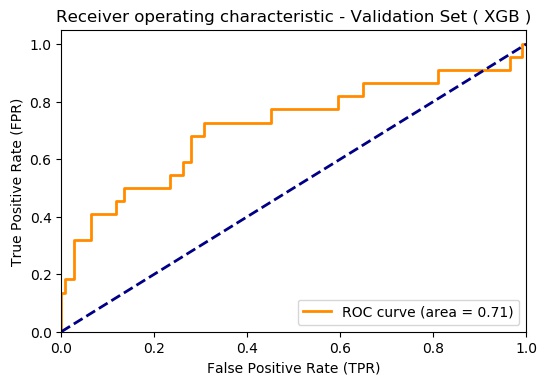 Receiver operating characteristic - Validation Set ( XGB )
1.0
0.8
0.6
0.4
0.2
0.0
True Positive Rate (FPR)
ROC curve (area = 0.71)
0.0 0.2 0.4 0.6 0.8 1.0
False Positive Rate (TPR)